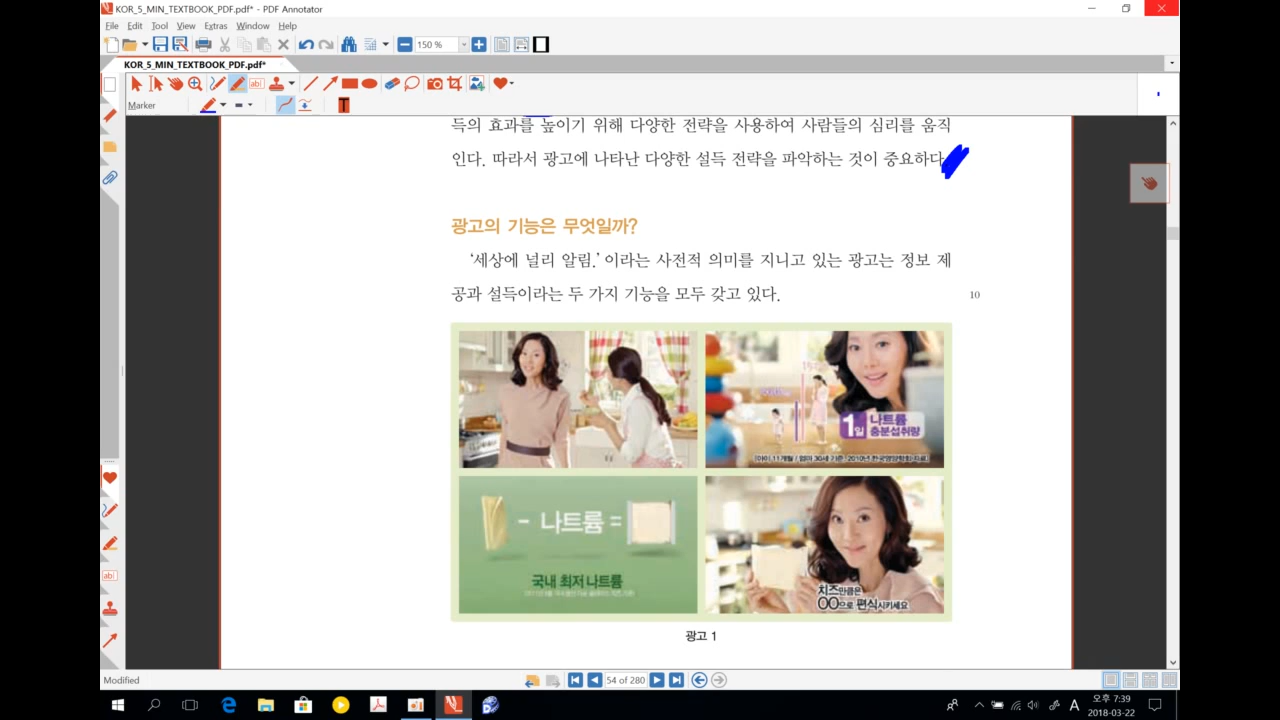 KOR_5_MIN_TEXTBOOK_PDF.pdf* - PDF Annotator
File Edit Tool View Extras Window Help
150 %
KOR_5_MIN_TEXTBOOK_PDF.pdf*
Marker
득의 효과를 높이기 위해 다양한 전략을 사용하여 사람들의 심리를 움직
인다. 따라서 광고에 나타난 다양한 설득 전략을 파악하는 것이 중요하다
광고의 기능은 무엇일까?
‘세상에 널리 알림.’이라는 사전적 의미를 지니고 있는 광고는 정보 제
공과 설득이라는 두 가지 기능을 모두 갖고 있다.
10
1일 나트륨
충분섭취량
- 나트륨 =
국내 최저 나트륨
치즈만큼은
OO으로 편식시키세요
광고 1
54 of 280
Modified
A
오후 7:39
2018-03-22